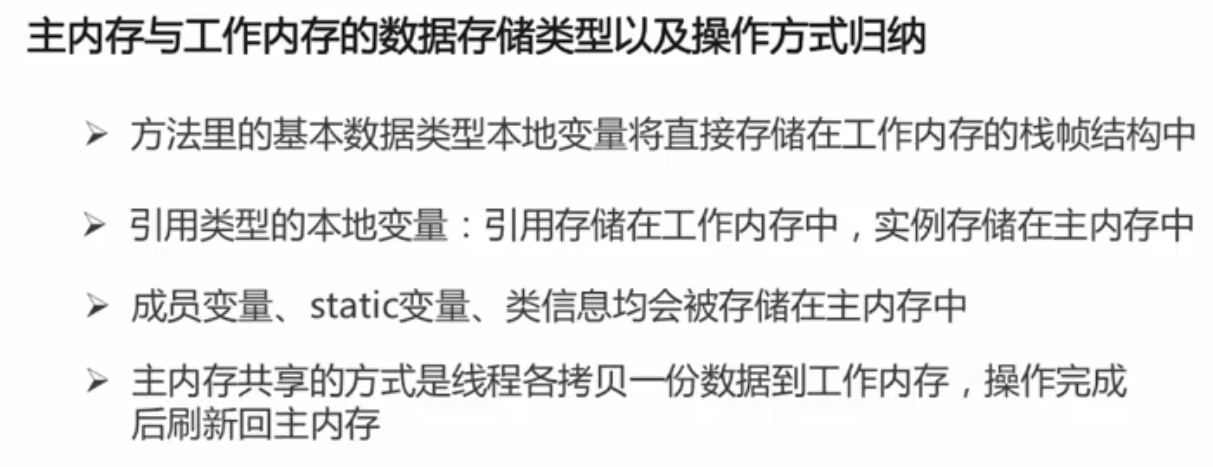 主内存与工作内存的数据存储类型以及操作方式归纳
➢ 方法里的基本数据类型本地变量将直接存储在工作内存的栈帧结构中
➢ 引用类型的本地变量：引用存储在工作内存中，实例存储在主内存中
➢ 成员变量、static变量、类信息均会被存储在主内存中
➢ 主内存共享的方式是线程各拷贝一份数据到工作内存，操作完成
后刷新回主内存